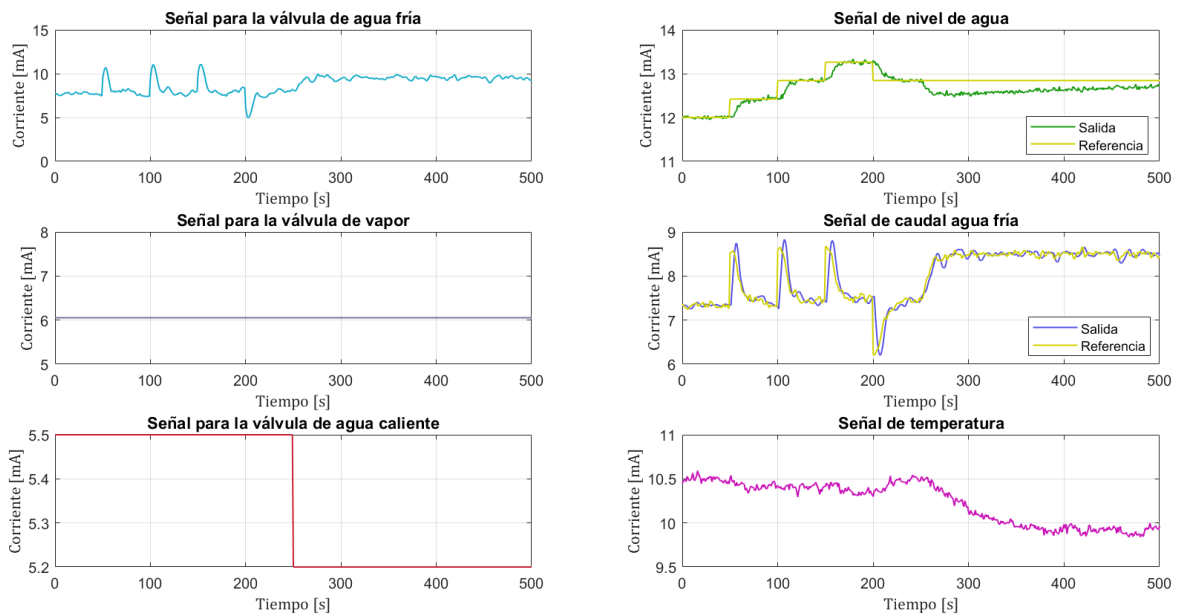 Señal para la válvula de agua fría
Corriente [mA]
15
10
5
0
0 100 200 300 400 500
Tiempo [s]
Señal de nivel de agua
Corriente [mA]
14
13
12
11
Salida
Referencia
0 100 200 300 400 500
Tiempo [s]
Señal para la válvula de vapor
Corriente [mA]
8
7
6
5
0 100 200 300 400 500
Tiempo [s]
Señal de caudal agua fría
Corriente [mA]
9
8
7
6
Salida
Referencia
0 100 200 300 400 500
Tiempo [s]
Señal para la válvula de agua caliente
Corriente [mA]
5.5
5.4
5.3
5.2
0 100 200 300 400 500
Tiempo [s]
Señal de temperatura
Corriente [mA]
11
10.5
10
9.5
0 100 200 300 400 500
Tiempo [s]